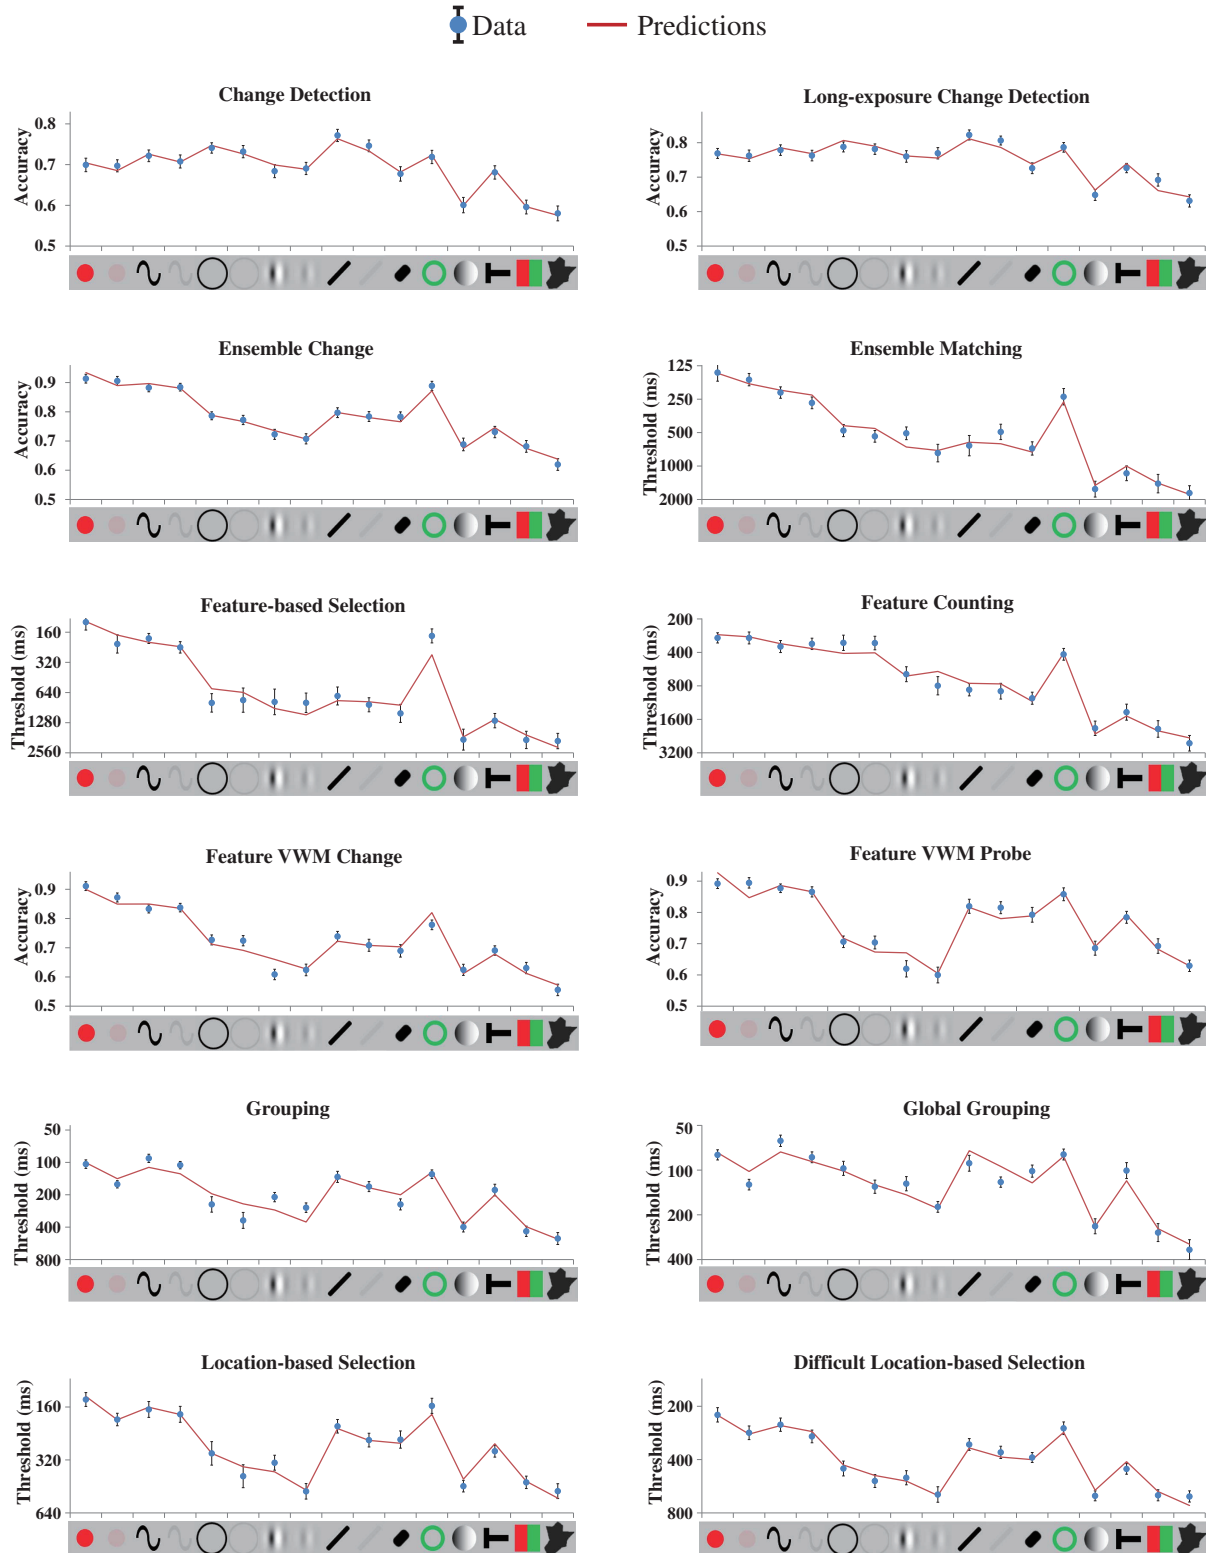 Data Predictions
Change Detection
Accuracy
0.8
0.7
0.6
0.5
Long-exposure Change Detection
Accuracy
0.8
0.7
0.6
0.5
Ensemble Change
Accuracy
0.9
0.8
0.7
0.6
0.5
Ensemble Matching
Threshold (ms)
125
250
500
1000
2000
Feature-based Selection
Threshold (ms)
160
320
640
1280
2560
Feature Counting
Threshold (ms)
200
400
800
1600
3200
Feature VWM Change
Accuracy
0.9
0.8
0.7
0.6
0.5
Feature VWM Probe
Accuracy
0.9
0.8
0.7
0.6
0.5
Grouping
Threshold (ms)
50
100
200
400
800
Global Grouping
Threshold (ms)
50
100
200
400
Location-based Selection
Threshold (ms)
160
320
640
Difficult Location-based Selection
Threshold (ms)
200
400
800